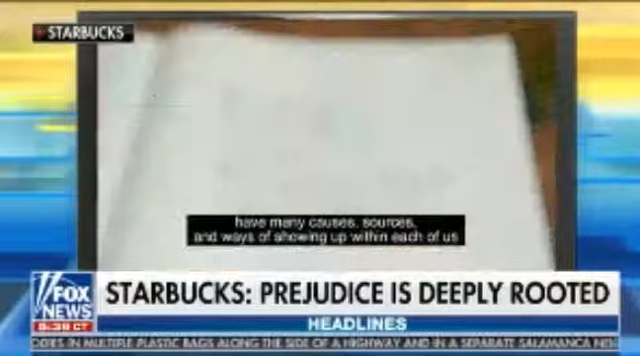 STARBUCKS
have many causes, sources,
and ways of showing up within each of us
FOX
NEWS
STARBUCKS: PREJUDICE IS DEEPLY ROOTED
5:38 CT
HEADLINES
IN MULTIPLE PLASTIC BAGS ALONG THE SIDE OF A HIGHWAY AND IN A SEPARATE SALAMANCA